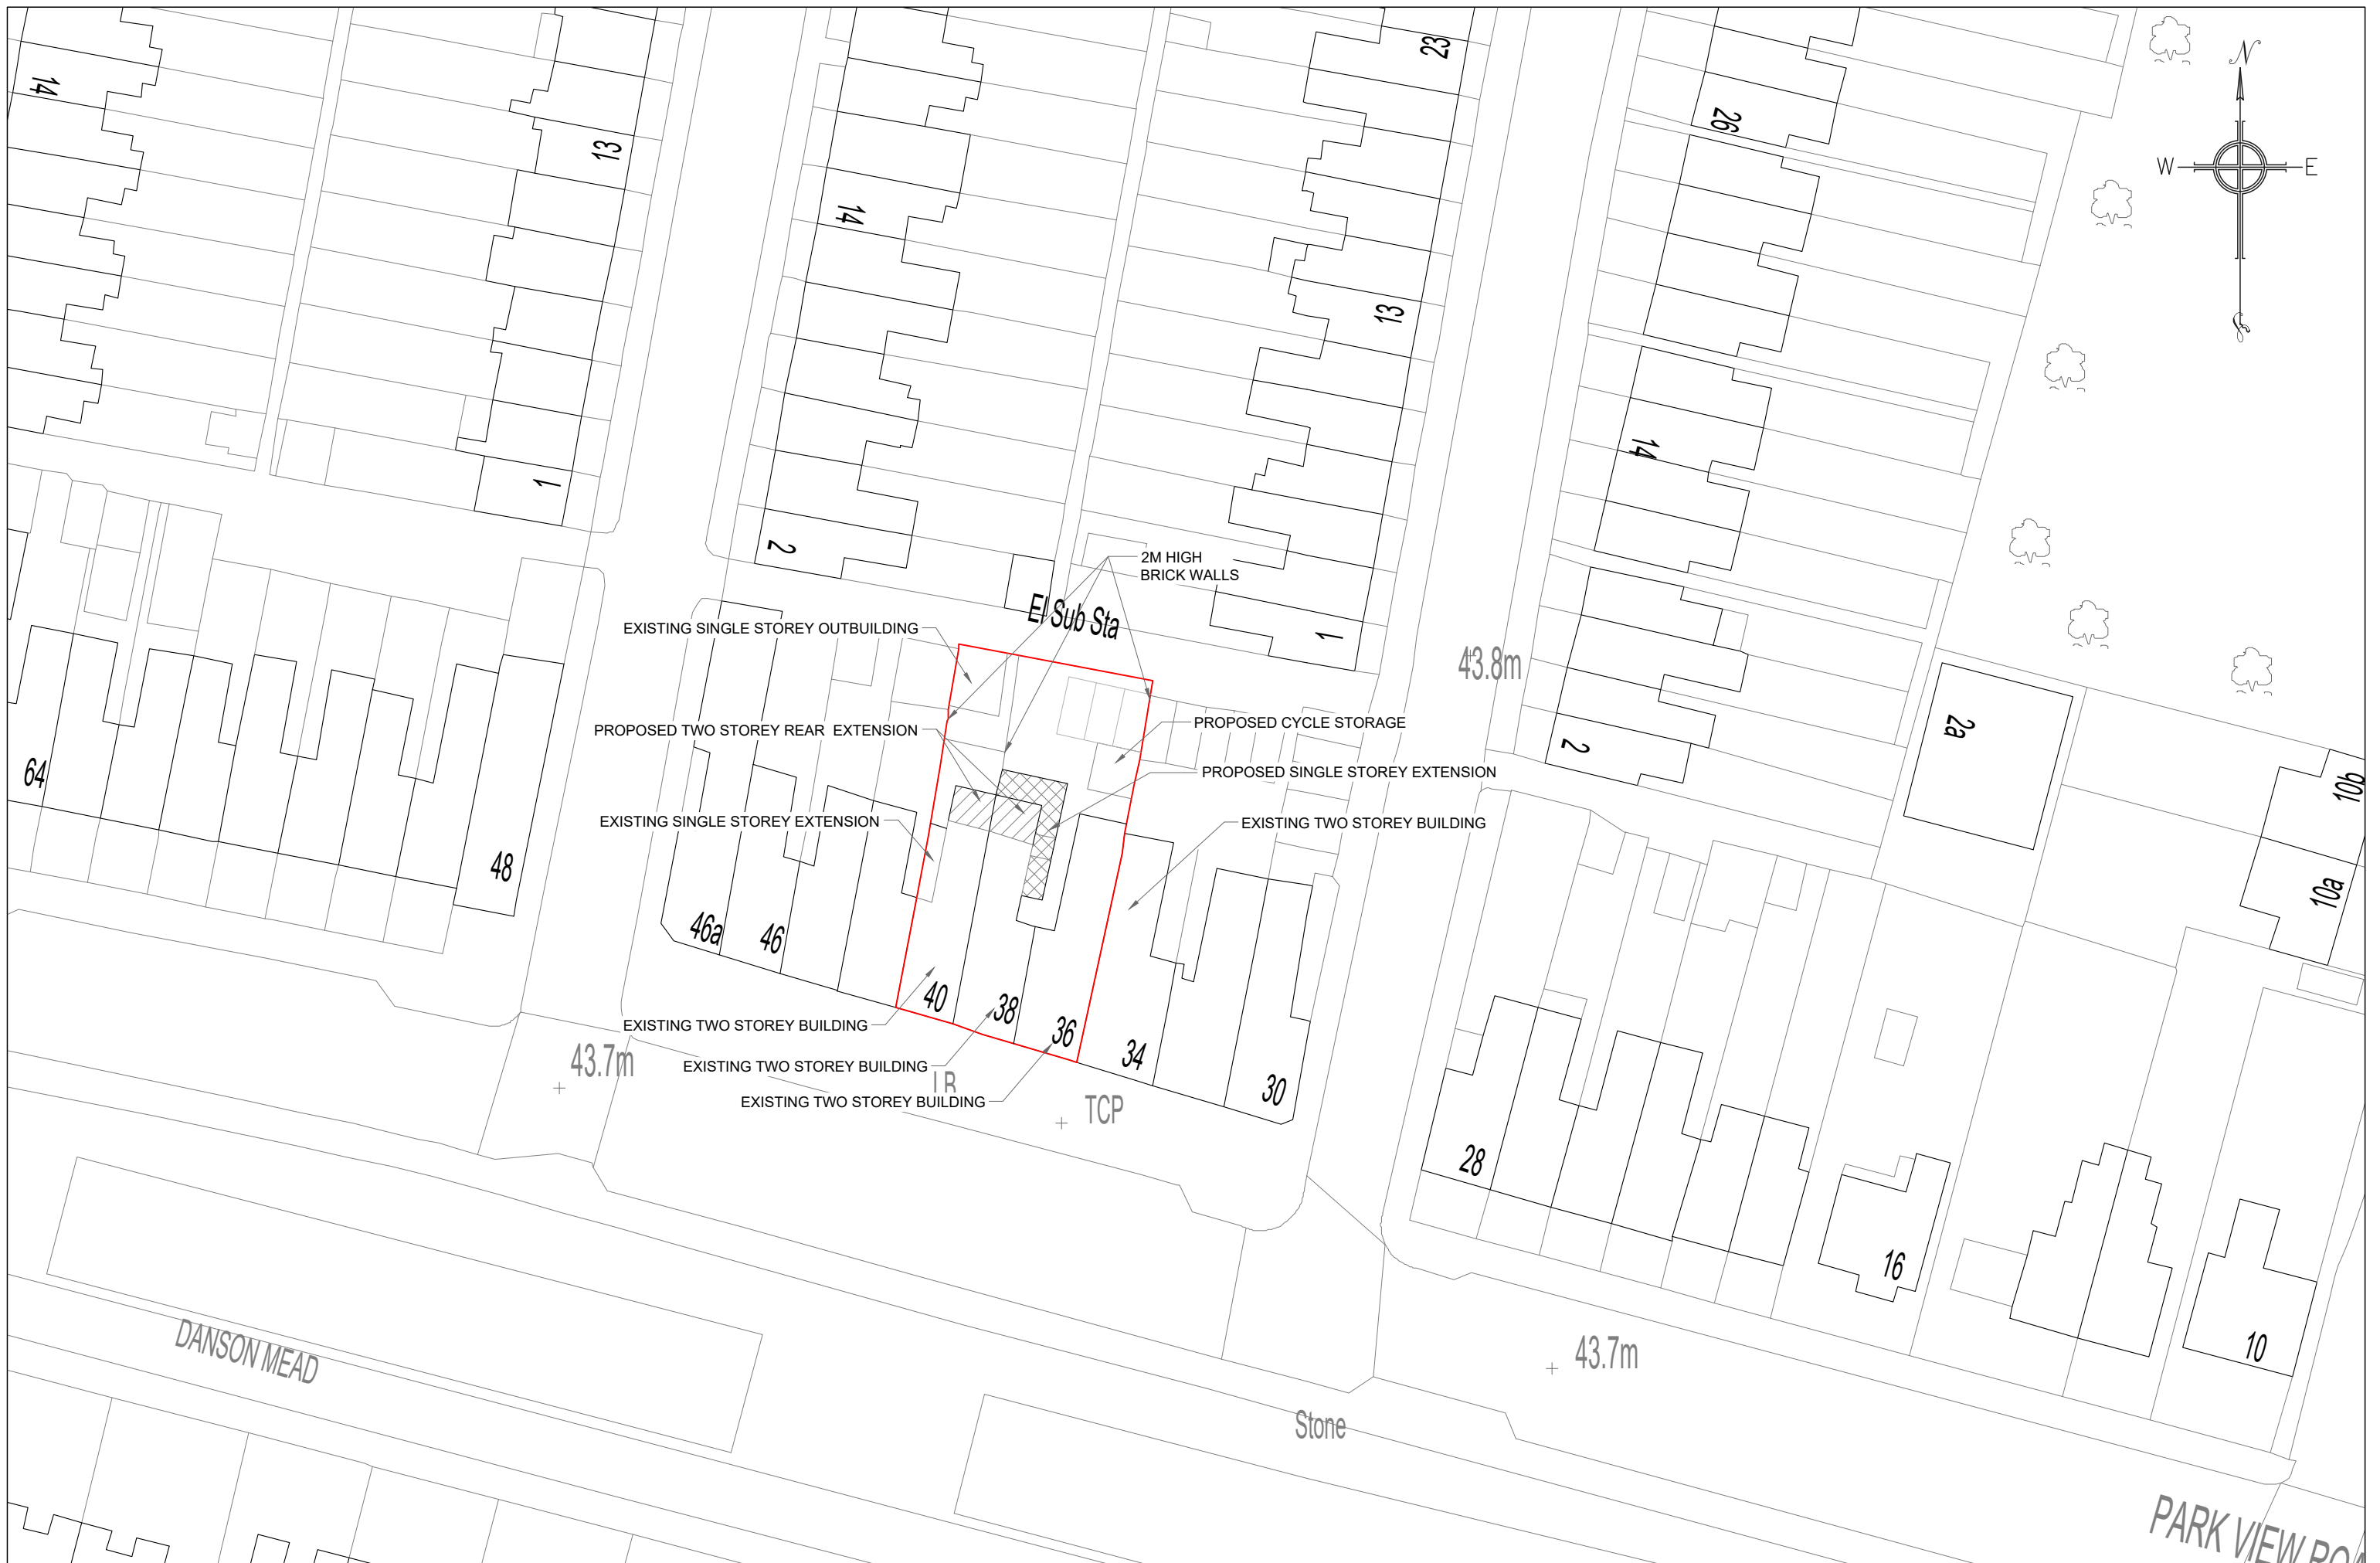 14
13
14
23
13
26
N
W
E
S
14
1
2
2M HIGH
BRICK WALLS
El Sub Sta
EXISTING SINGLE STOREY OUTBUILDING
1
43.8m
PROPOSED TWO STOREY REAR EXTENSION
PROPOSED CYCLE STORAGE
2
2a
10b
64
PROPOSED SINGLE STOREY EXTENSION
EXISTING SINGLE STOREY EXTENSION
EXISTING TWO STOREY BUILDING
48
10a
46a
46
40
38
36
34
30
EXISTING TWO STOREY BUILDING
43.7m
EXISTING TWO STOREY BUILDING
LB
EXISTING TWO STOREY BUILDING
TCP
28
16
10
DANSON MEAD
43.7m
Stone
PARK VIEW